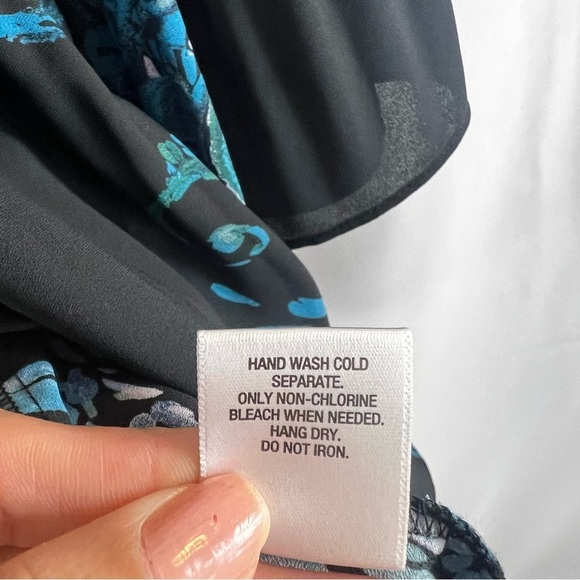 HAND WASH COLD
SEPARATE.
ONLY NON-CHLORINE
BLEACH WHEN NEEDED.
HANG DRY.
DO NOT IRON.